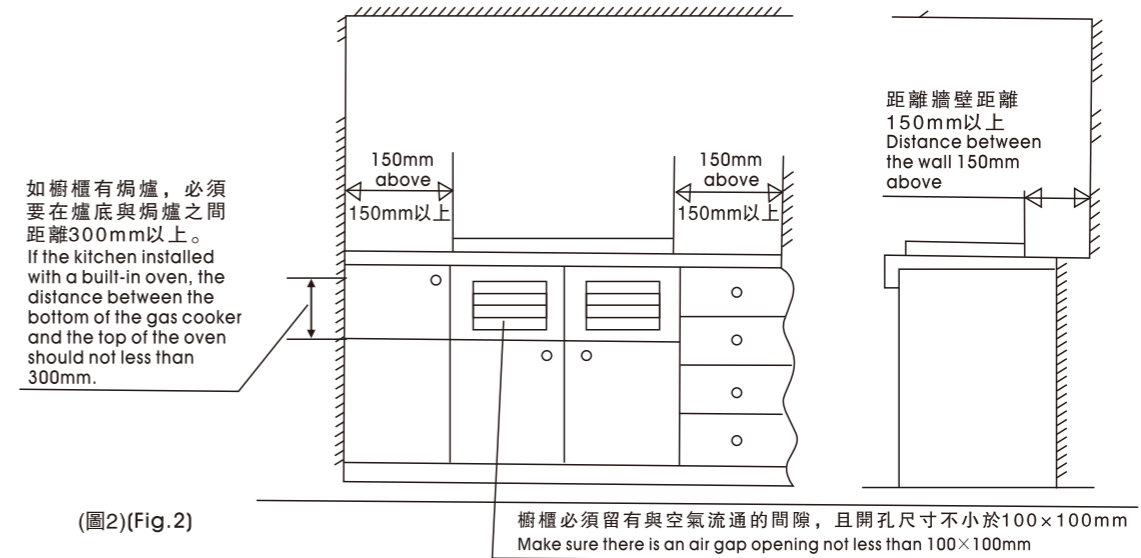 距離牆壁距離
150mm以上
Distance between
the wall 150mm
above
150mm
above
150mm以上
150mm
above
150mm以上
如櫥櫃有焗爐，必須
要在爐底與焗爐之間
距離300mm以上。
If the kitchen installed
with a built-in oven, the
distance between the
bottom of the gas cooker
and the top of the oven
should not less than
300mm.
(圖2)(Fig.2)
櫥櫃必須留有與空氣流通的間隙，且開孔尺寸不小於100×100mm
Make sure there is an air gap opening not less than 100×100mm